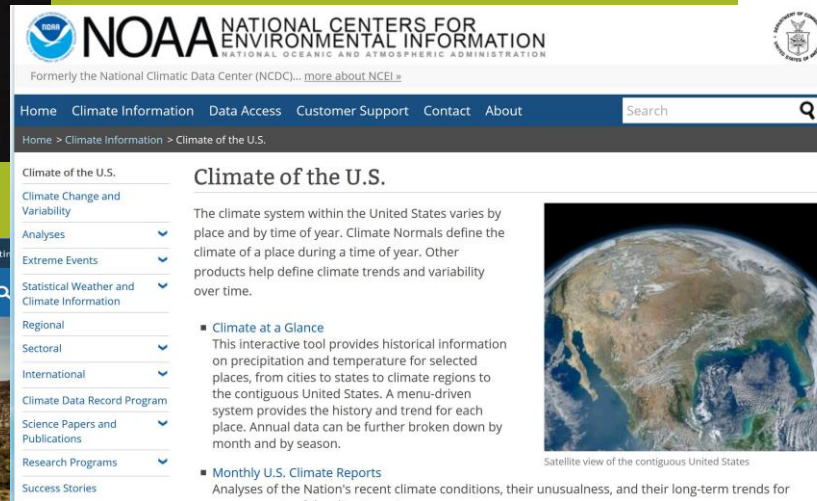 NOAA NATIONAL CENTERS FOR
ENVIRONMENTAL INFORMATION
NATIONAL OCEANIC AND ATMOSPHERIC ADMINISTRATION
Formerly the National Climatic Data Center (NCDC)... more about NCEI »
Home Climate Information Data Access Customer Support Contact About Search
Home > Climate Information > Climate of the U.S.
Climate of the U.S.
Climate Change and
Variability
Analyses
Extreme Events
Statistical Weather and
Climate Information
Regional
Sectoral
International
Climate Data Record Program
Science Papers and
Publications
Research Programs
Success Stories
Climate of the U.S.
The climate system within the United States varies by
place and by time of year. Climate Normals define the
climate of a place during a time of year. Other
products help define climate trends and variability
over time.
▪ Climate at a Glance
This interactive tool provides historical information
on precipitation and temperature for selected
places, from cities to states to climate regions to
the contiguous United States. A menu-driven
system provides the history and trend for each
place. Annual data can be further broken down by
month and by season.
Satellite view of the contiguous United States
▪ Monthly U.S. Climate Reports
Analyses of the Nation's recent climate conditions, their unusualness, and their long-term trends for